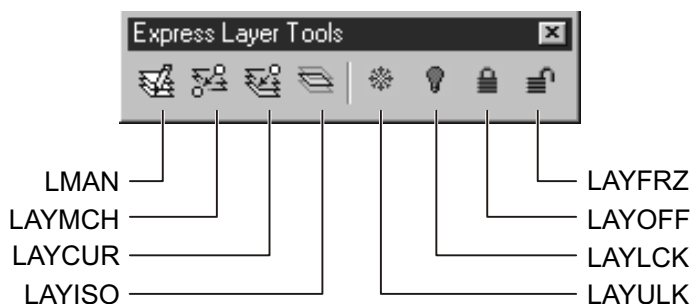 Express Layer Tools
LMAN
LAYMCH
LAYCUR
LAYISO
LAYFRZ
LAYOFF
LAYLCK
LAYULK